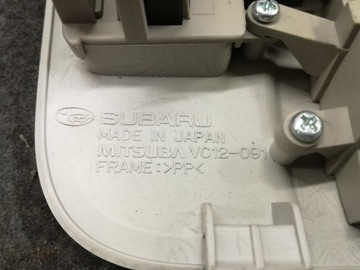 SUBARU
MADE IN JAPAN
MITSUBA VC12-091
FRAME:>PP<